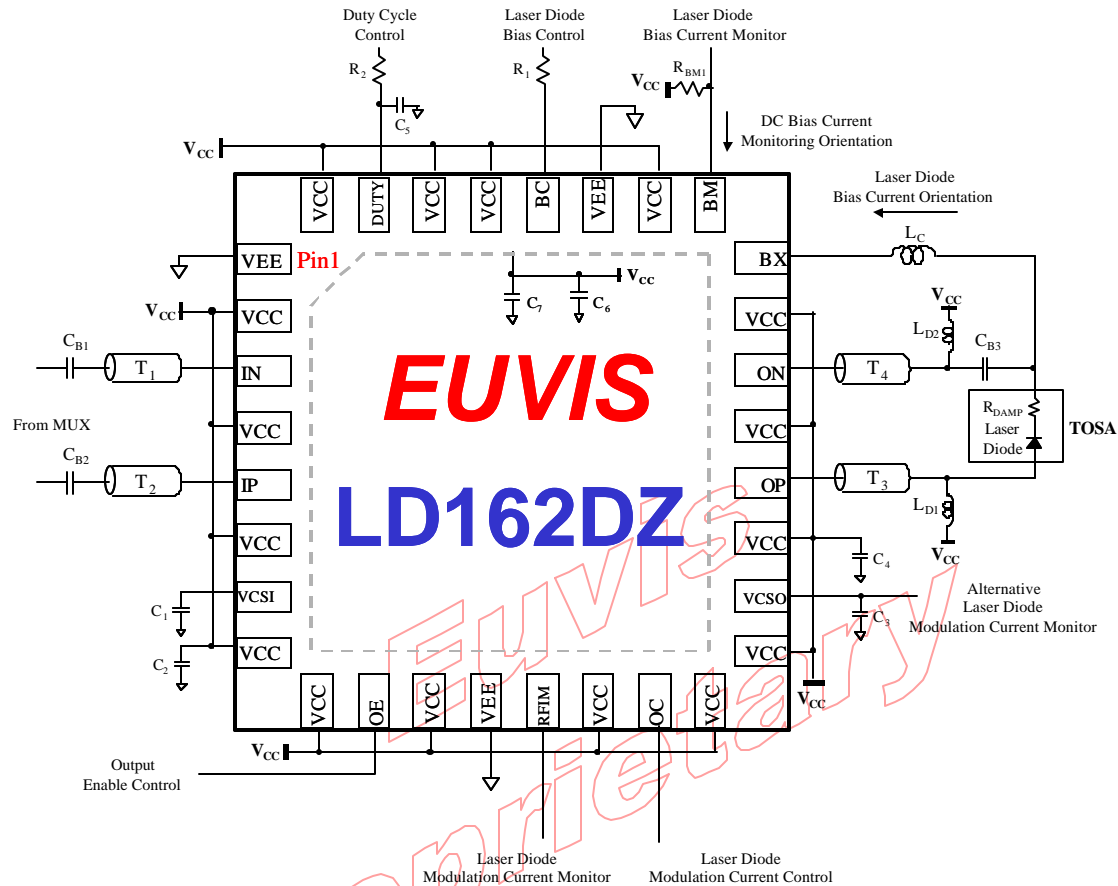 Duty Cycle
Control
Laser Diode
Bias Control
Laser Diode
Bias Current Monitor
R2
R1
RBM1
VCC
C5
DC Bias Current
Monitoring Orientation
VCC
VCC
DUTY
VCC
VCC
BC
VEE
VCC
BM
Laser Diode
Bias Current Orientation
LC
VEE
Pin1
BX
VCC
C7
C6
VCC
VCC
VCC
VCC
LD2
CB3
CB1
T1
IN
EUVIS
ON
T4
RDAMP
Laser
Diode
TOSA
From MUX
VCC
VCC
CB2
T2
IP
OP
T3
LD1
VCC
LD162DZ
VCC
VCC
C4
C1
VCSI
VCSO
C3
Alternative
Laser Diode
Modulation Current Monitor
C2
VCC
VCC
VCC
VCC
OE
VCC
VEE
RFIM
VCC
OC
VCC
VCC
Output
Enable Control
Laser Diode
Modulation Current Monitor
Laser Diode
Modulation Current Control
Euvis
oprietary